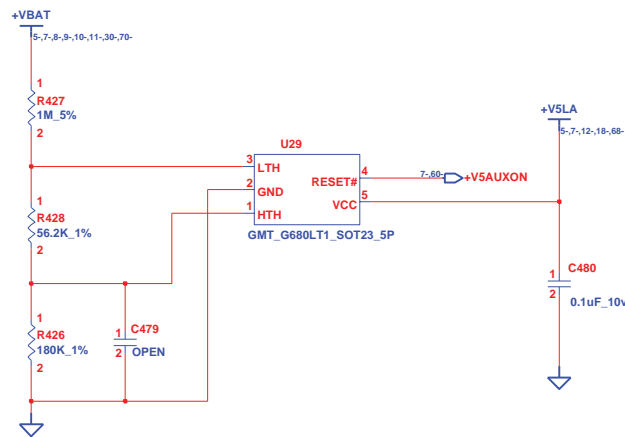 +VBAT
5-,7-,8-,9-,10-,11-,30-,70-
1
R427
1M_5%
2
+V5LA
5-,7-,12-,18-,68-
U29
3
LTH
4
RESET#
7-,60-
+V5AUXON
2
GND
5
VCC
1
HTH
GMT_G680LT1_SOT23_5P
1
R428
56.2K_1%
2
1
C480
2
0.1uF_10v
1
R426
180K_1%
2
1
C479
2
OPEN